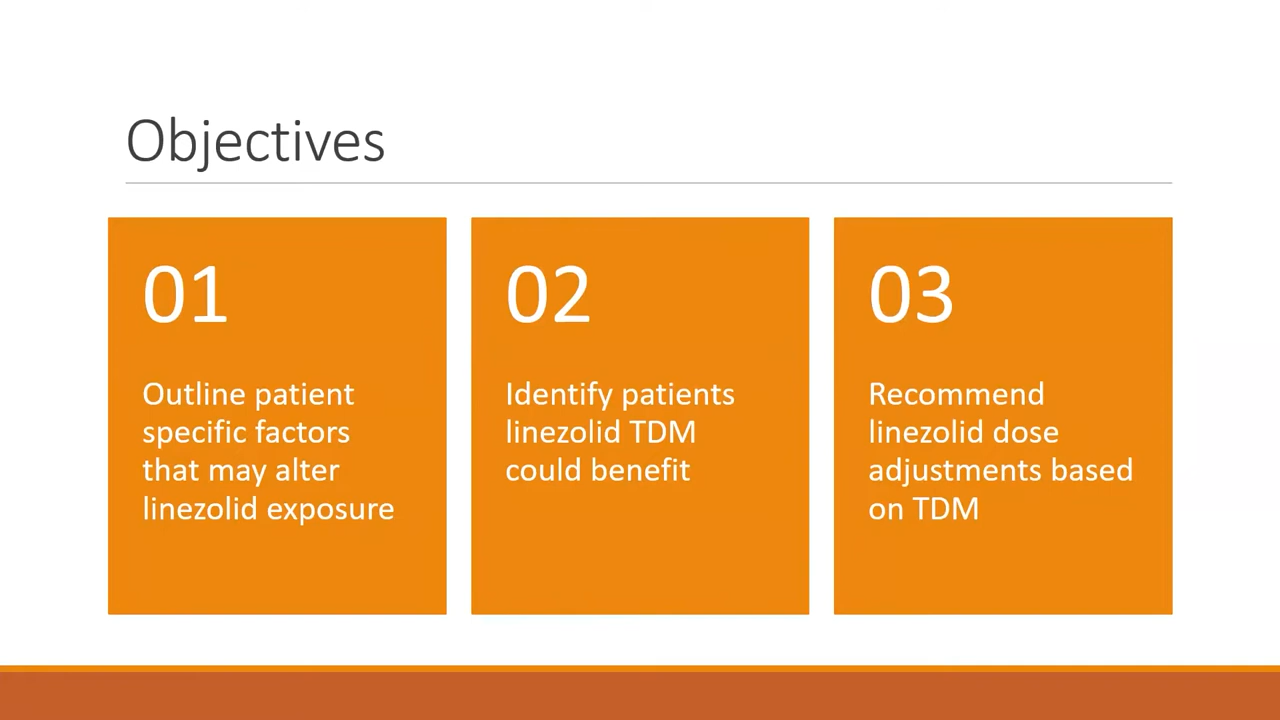 Objectives
01
Outline patient
specific factors
that may alter
linezolid exposure
02
Identify patients
linezolid TDM
could benefit
03
Recommend
linezolid dose
adjustments based
on TDM